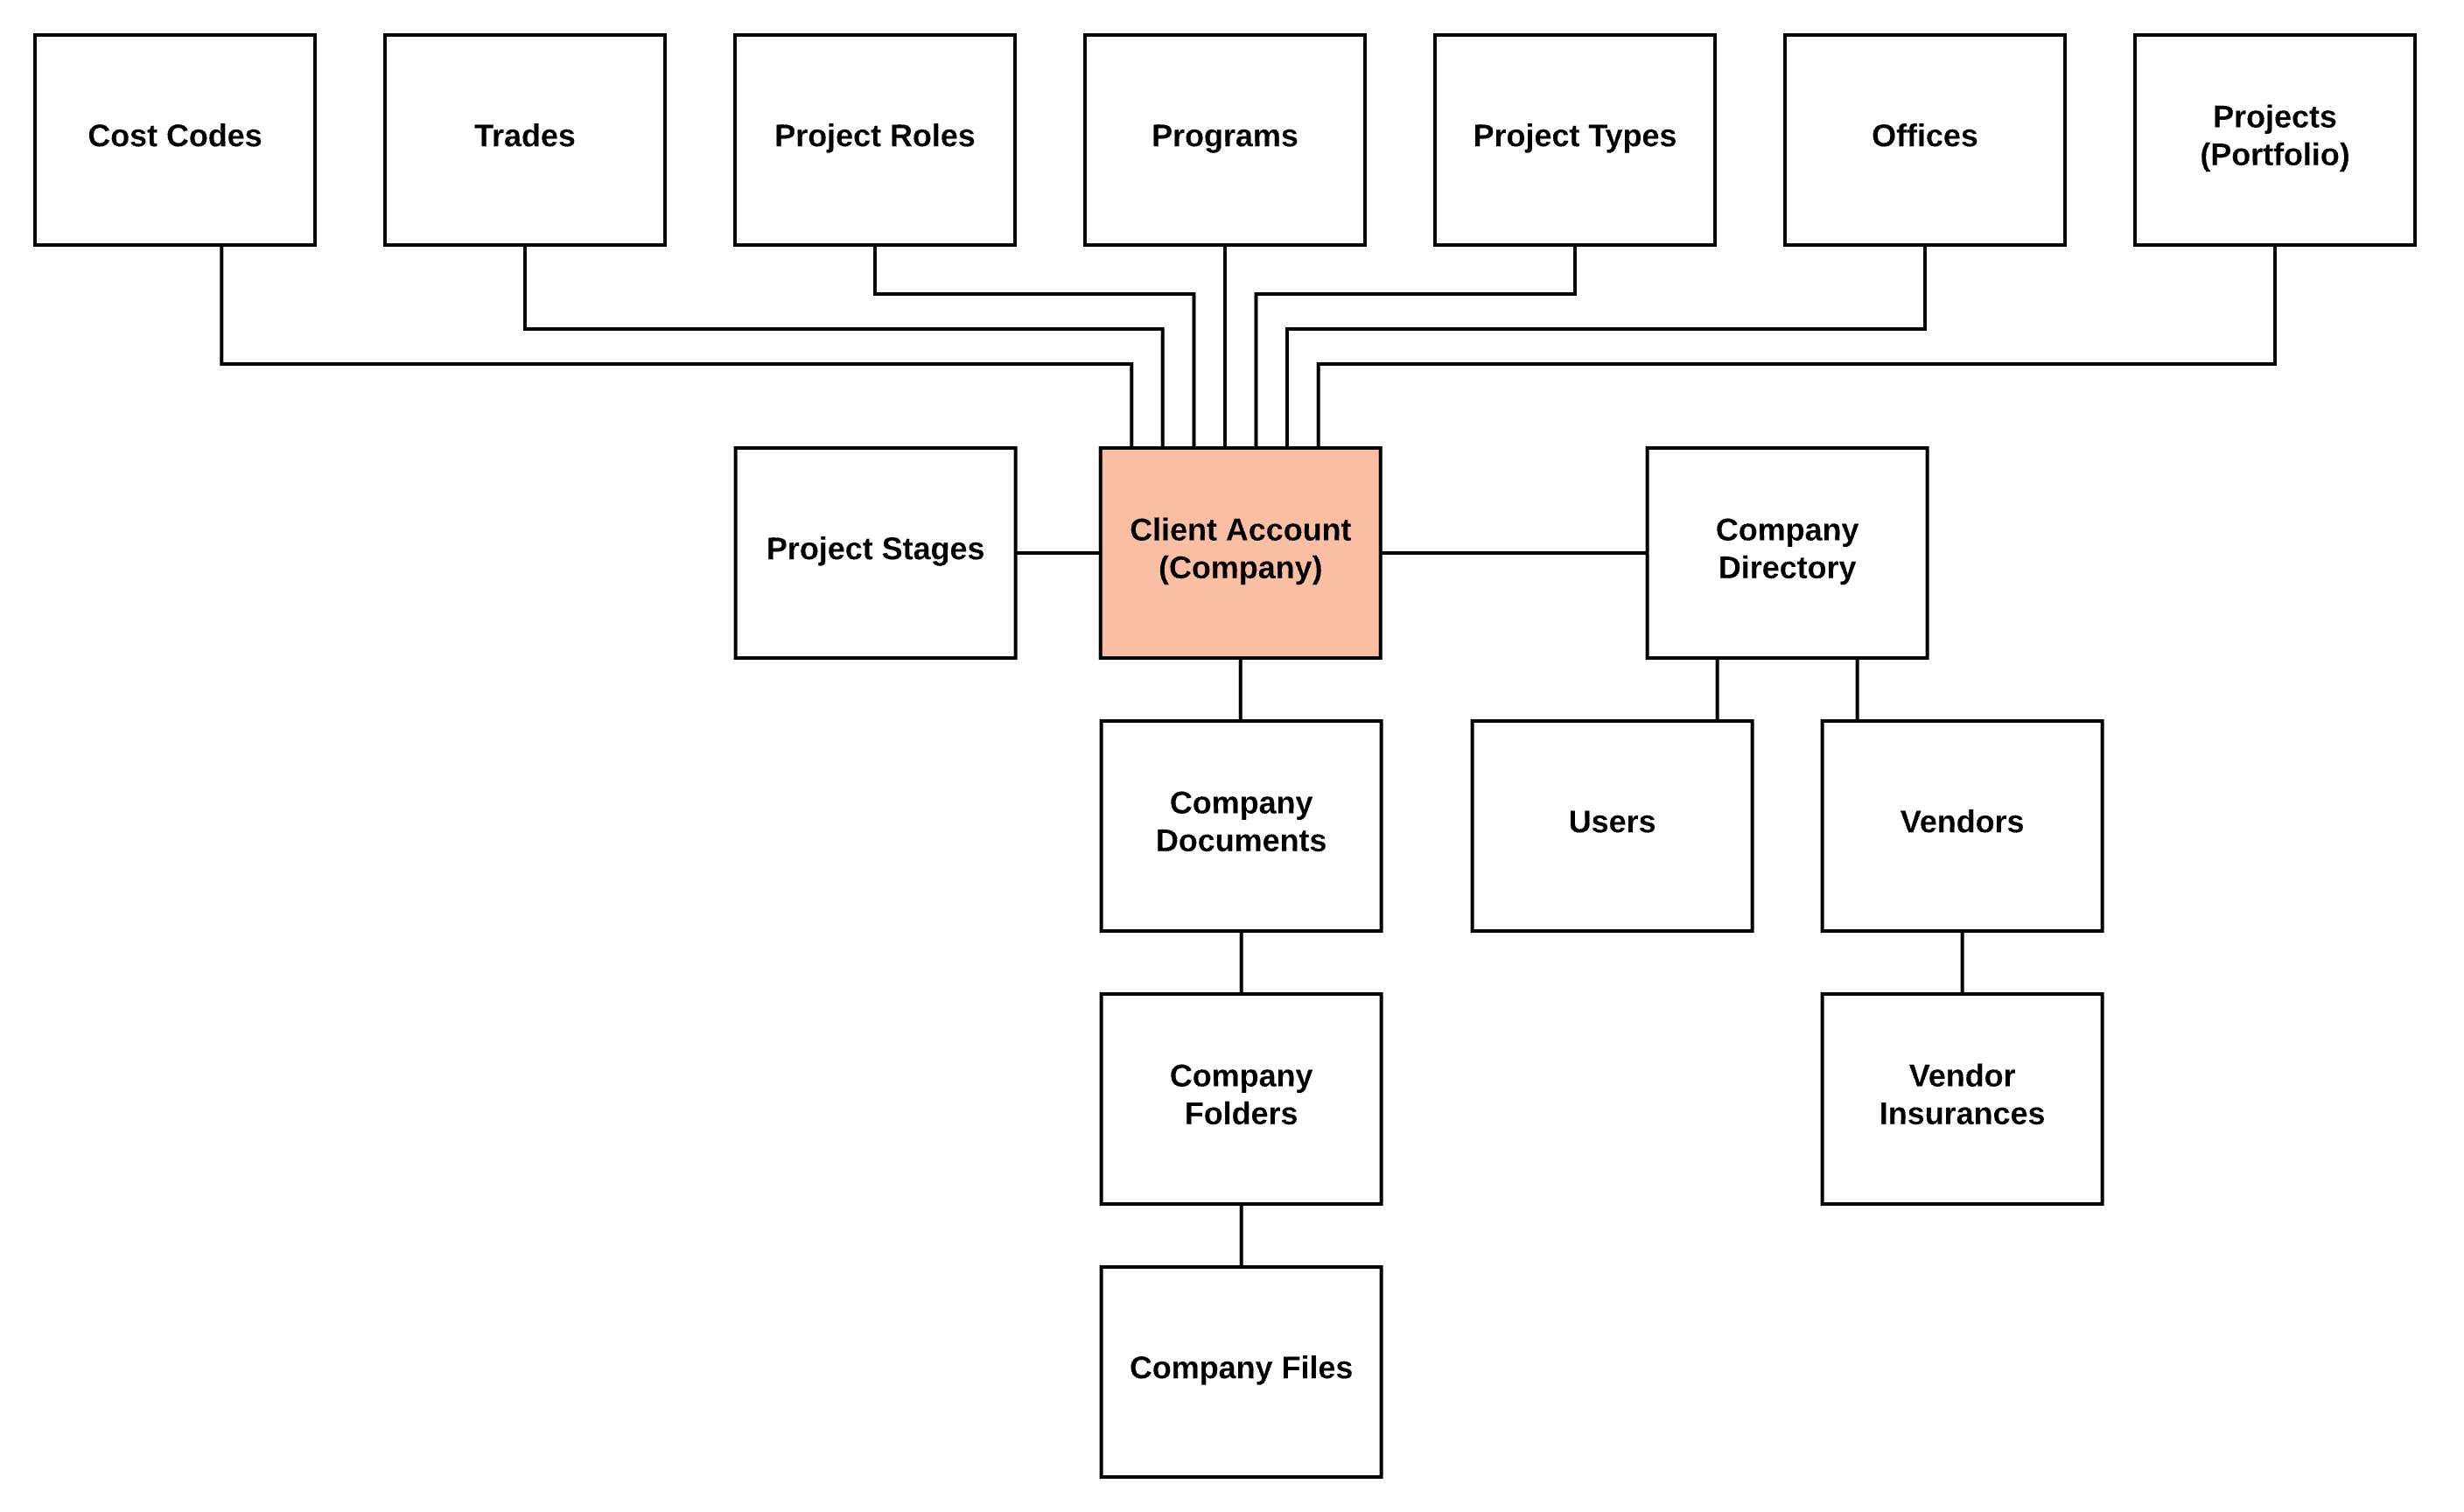 Cost Codes
Trades
Project Roles
Programs
Project Types
Offices
Projects
(Portfolio)
Project Stages
Client Account
(Company)
Company
Directory
Company
Documents
Users
Vendors
Company
Folders
Vendor
Insurances
Company Files